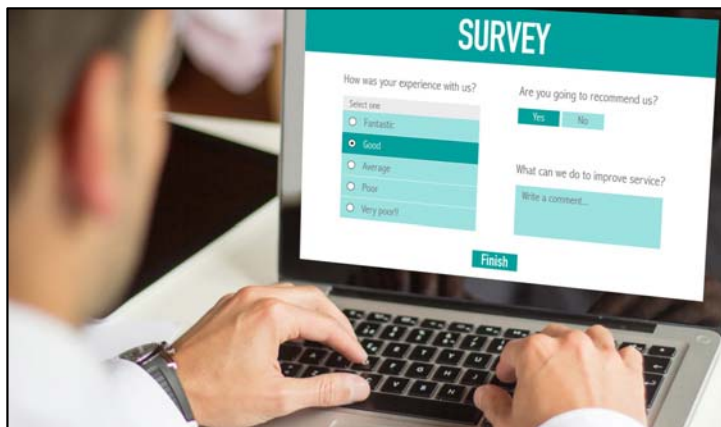 SURVEY
How was your experience with us?
Select one
Fantastic
Good
Average
Poor
Very poor!!
Are you going to recommend us?
Yes No
What can we do to improve service?
Write a comment...
Finish